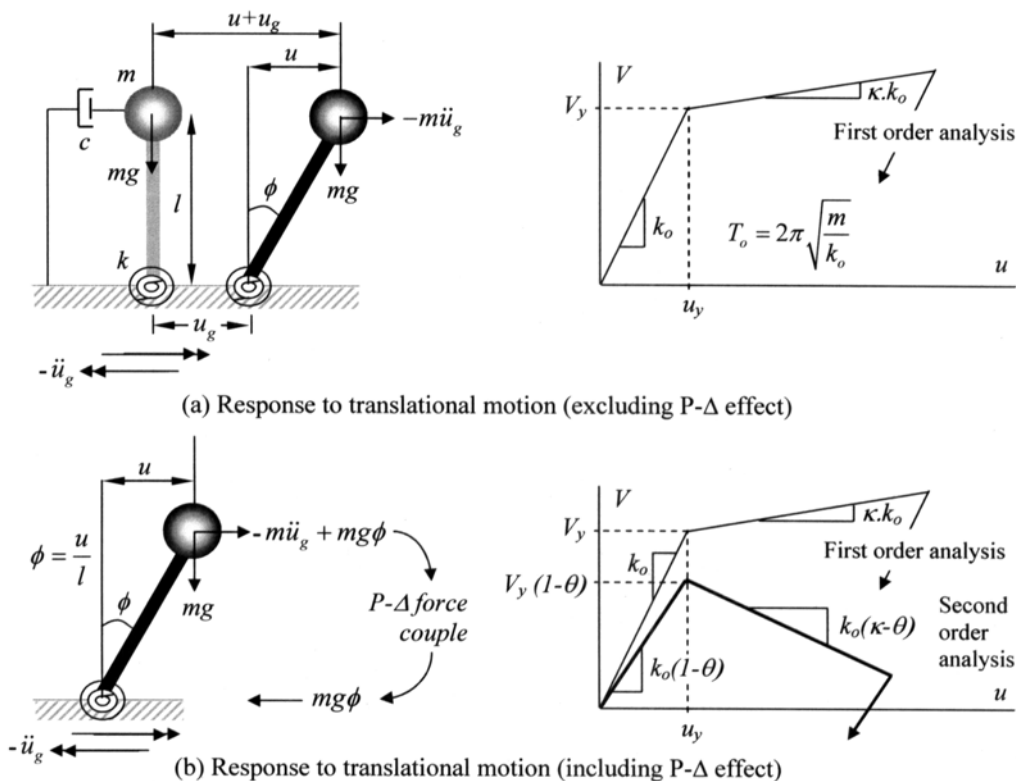 u+u_g
u
m
c
mg
l
ϕ
mg
-mü_g
k
u_g
-ü_g
V
V_y
κ.k_o
First order analysis
k_o
T_o = 2π√(m/k_o)
u
u_y
(a) Response to translational motion (excluding P-Δ effect)
u
ϕ = u/l
ϕ
mg
-mü_g + mgϕ
P-Δ force
couple
mgϕ
-ü_g
V
V_y
κ.k_o
k_o
First order analysis
V_y (1-θ)
Second
order
analysis
k_o(κ-θ)
k_o(1-θ)
u
u_y
(b) Response to translational motion (including P-Δ effect)